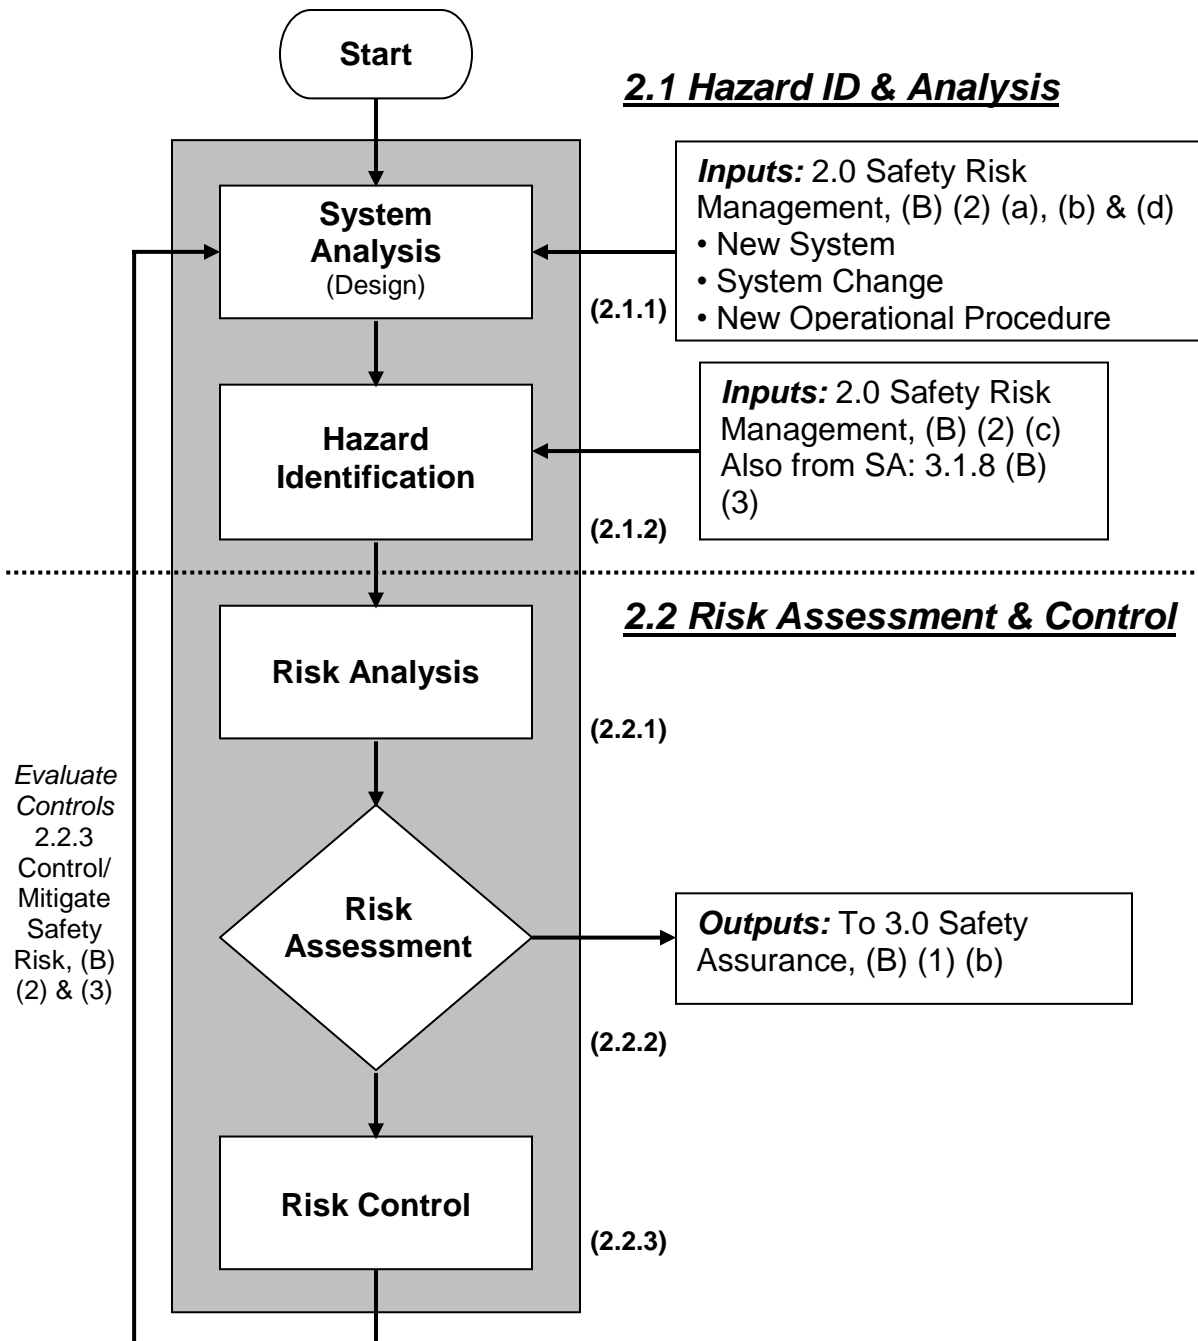 Start
2.1 Hazard ID & Analysis
System
Analysis
(Design)
(2.1.1)
Inputs: 2.0 Safety Risk
Management, (B) (2) (a), (b) & (d)
• New System
• System Change
• New Operational Procedure
Hazard
Identification
(2.1.2)
Inputs: 2.0 Safety Risk
Management, (B) (2) (c)
Also from SA: 3.1.8 (B)
(3)
2.2 Risk Assessment & Control
Risk Analysis
(2.2.1)
Evaluate
Controls
2.2.3
Control/
Mitigate
Safety
Risk, (B)
(2) & (3)
Risk
Assessment
(2.2.2)
Outputs: To 3.0 Safety
Assurance, (B) (1) (b)
Risk Control
(2.2.3)